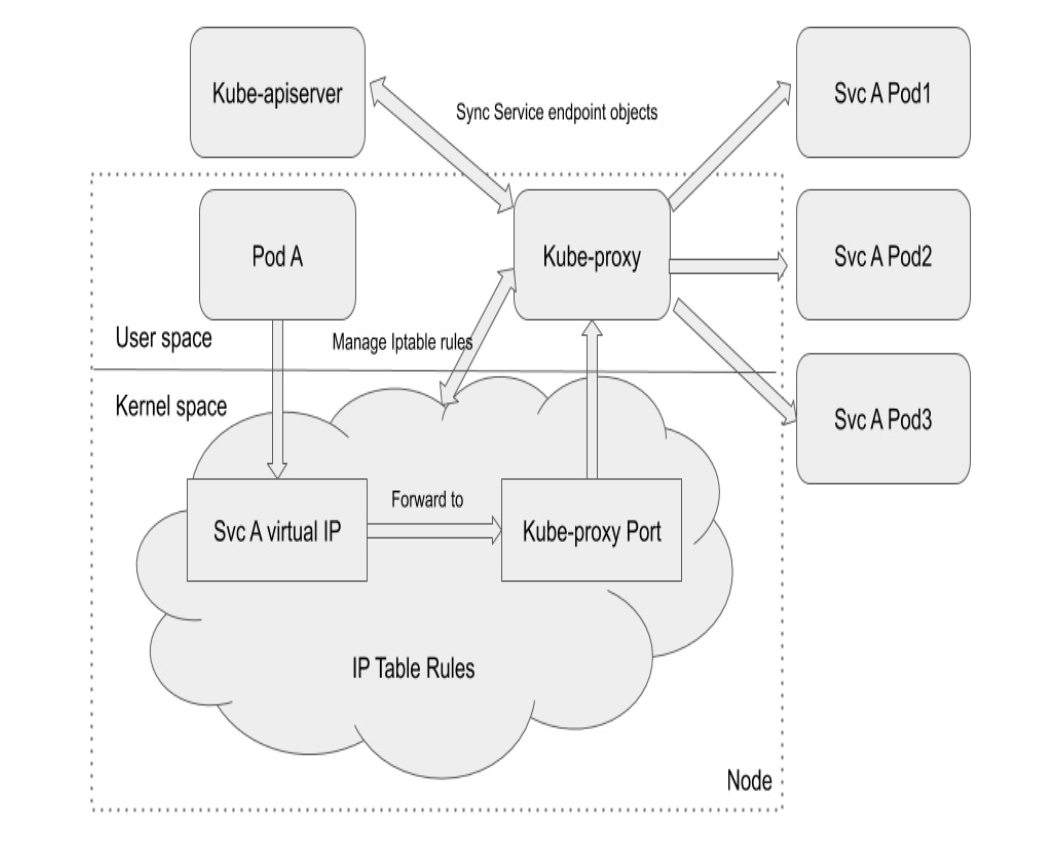 Kube-apiserver
Sync Service endpoint objects
Svc A Pod1
Pod A
Kube-proxy
Svc A Pod2
User space
Manage Iptable rules
Kernel space
Svc A Pod3
Forward to
Svc A virtual IP
Kube-proxy Port
IP Table Rules
Node